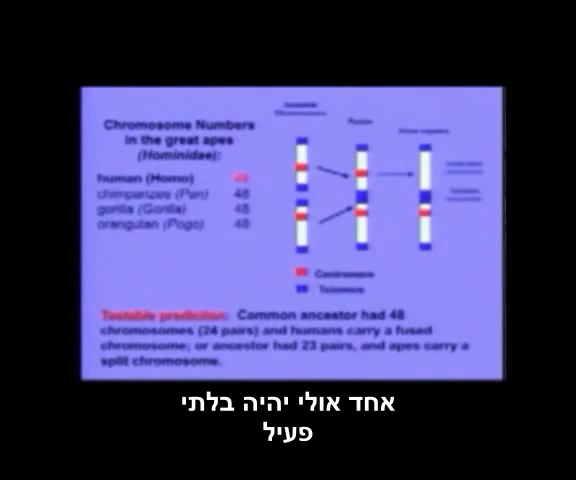 Chromosome Numbers
in the great apes
(Hominidae):
human (Homo)
chimpanzee (Pan) 48
gorilla (Gorilla) 48
orangutan (Pogo) 48
Fusion
Centromere
Telomere
Testable prediction: Common ancestor had 48
chromosomes (24 pairs) and humans carry a fused
chromosome; or ancestor had 23 pairs, and apes carry a
split chromosome.
אחד אולי יהיה בלתי
פעיל